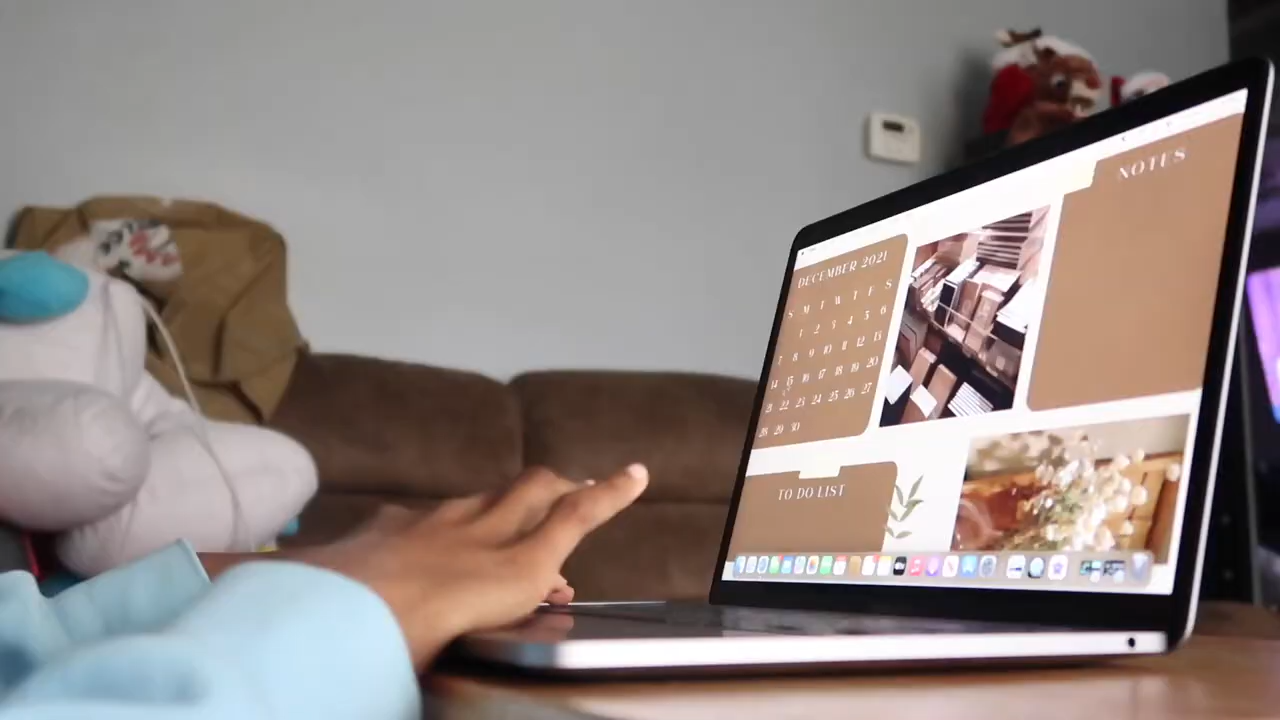 DECEMBER 2021
S M T W T F S
1 2 3 4 5 6
7 8 9 10 11 12 13
14 15 16 17 18 19 20
21 22 23 24 25 26 27
28 29 30
NOTES
TO DO LIST